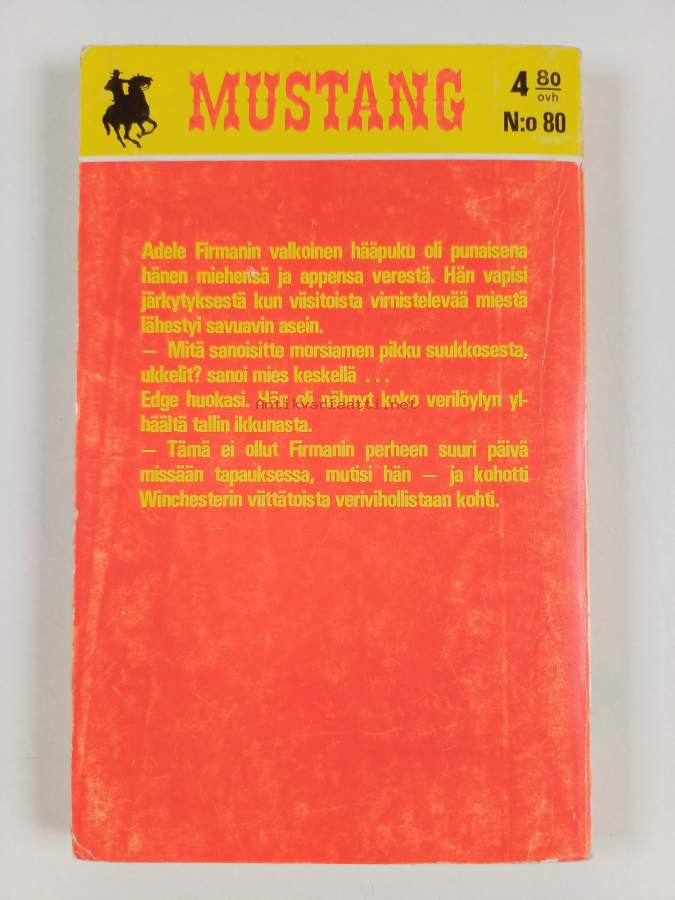 MUSTANG
4 80
ovh
N:o 80
Adele Firmanin valkoinen hääpuku oli punaisena
hänen miehensä ja appensa verestä. Hän vapisi
järkytyksestä kun viisitoista virnistelevää miestä
lähestyi savuavin asein.
— Mitä sanoisitte morsiamen pikku suukkosesta,
ukkelit? sanoi mies keskellä ...
Edge huokasi. Hän oli nähnyt koko verilöylyn yl-
antikvariaatti.net
häältä tallin ikkunasta.
— Tämä ei ollut Firmanin perheen suuri päivä
missään tapauksessa, mutisi hän — ja kohotti
Winchesterin viittätoista verivihollistaan kohti.